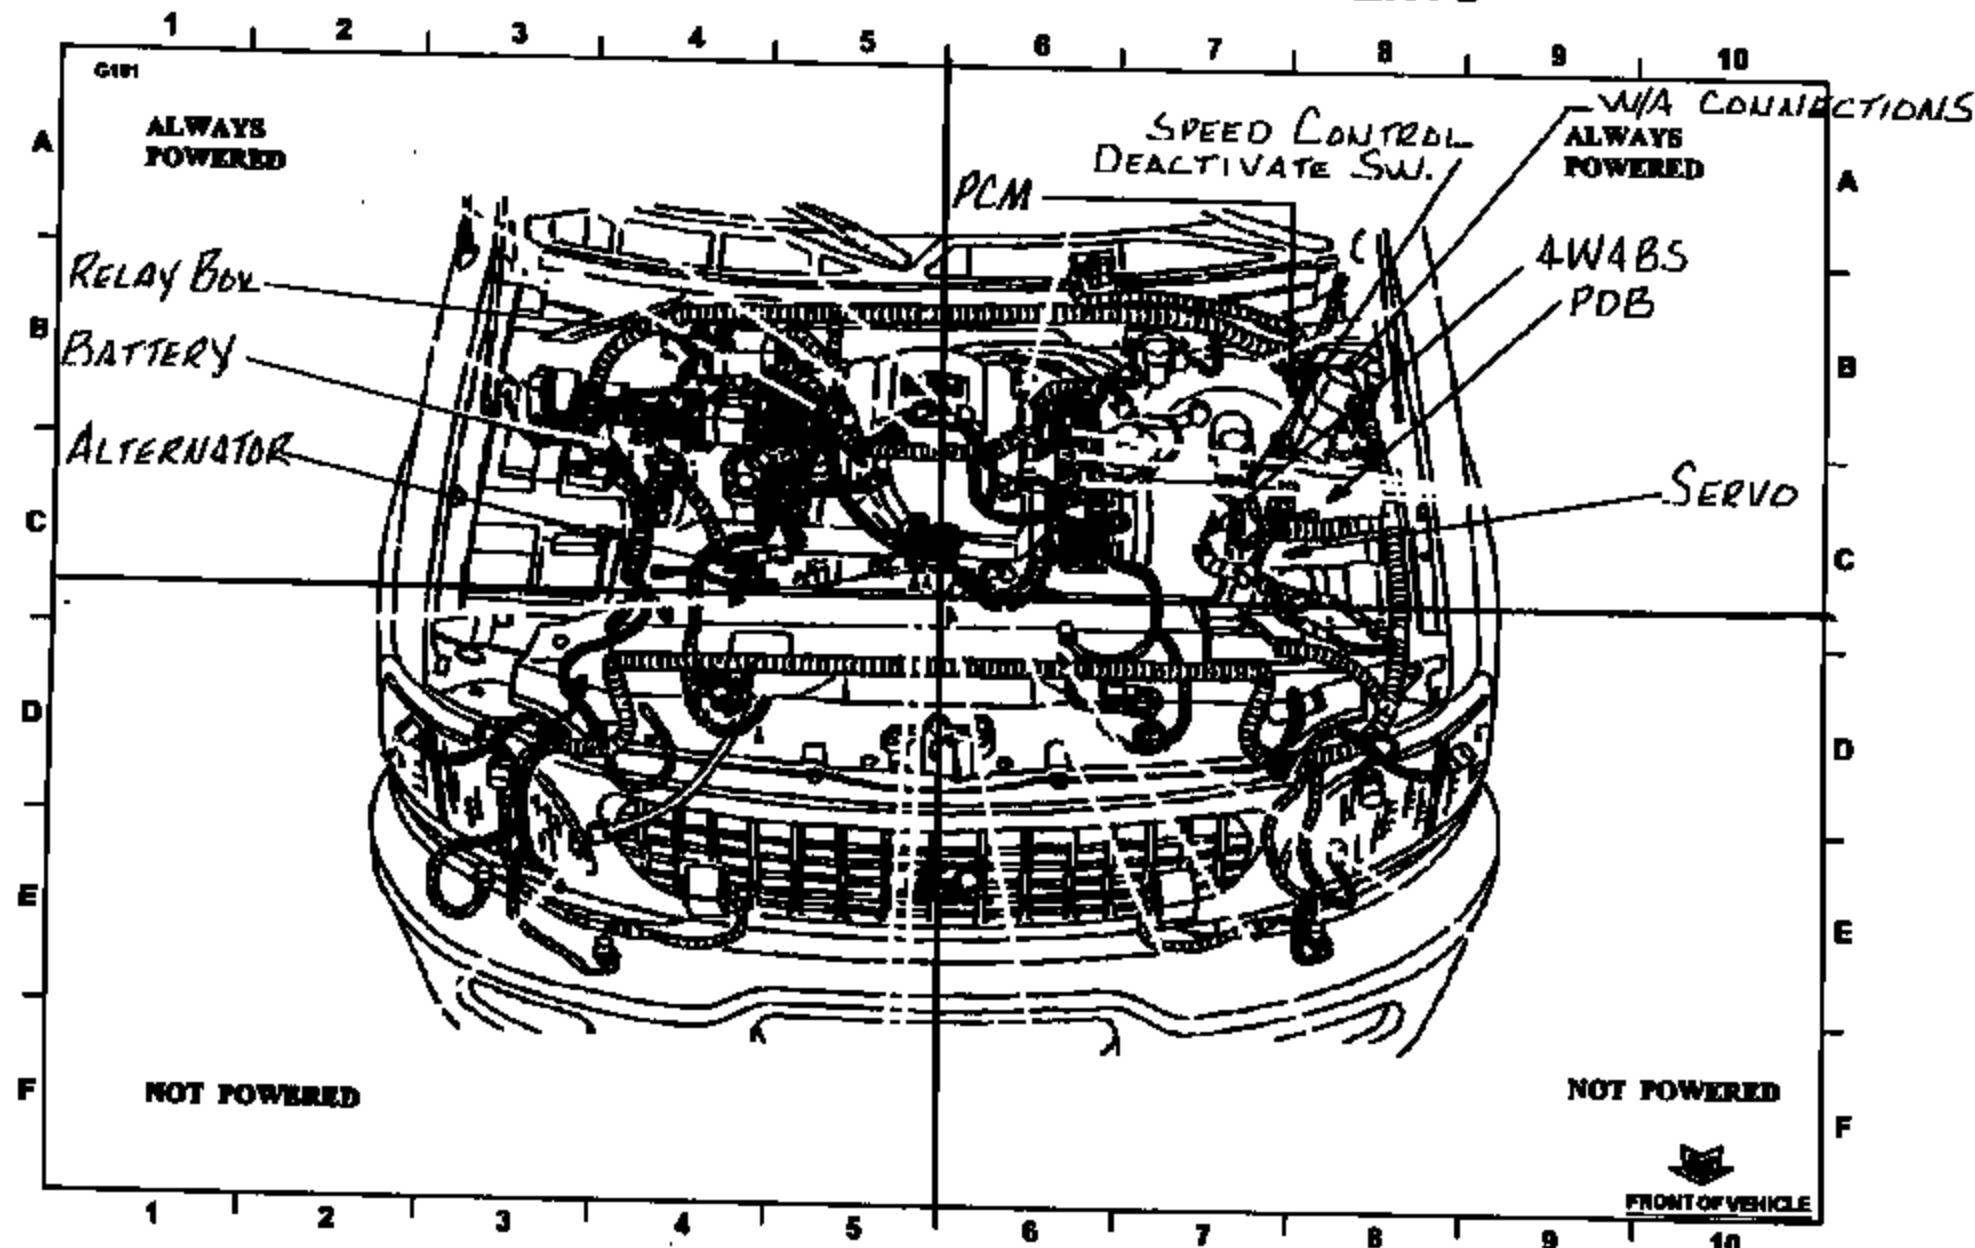 1 2 3 4 5 6 7 8 9 10
G101
ALWAYS
POWERED
W/A CONNECTIONS
SPEED CONTROL
DEACTIVATE SW.
ALWAYS
POWERED
A
A
PCM
4WABS
RELAY BOX
PDB
B
BATTERY
B
ALTERNATOR
SERVO
C
C
D
D
E
E
F
NOT POWERED
NOT POWERED
F
FRONT OF VEHICLE
1 2 3 4 5 6 7 8 9 10